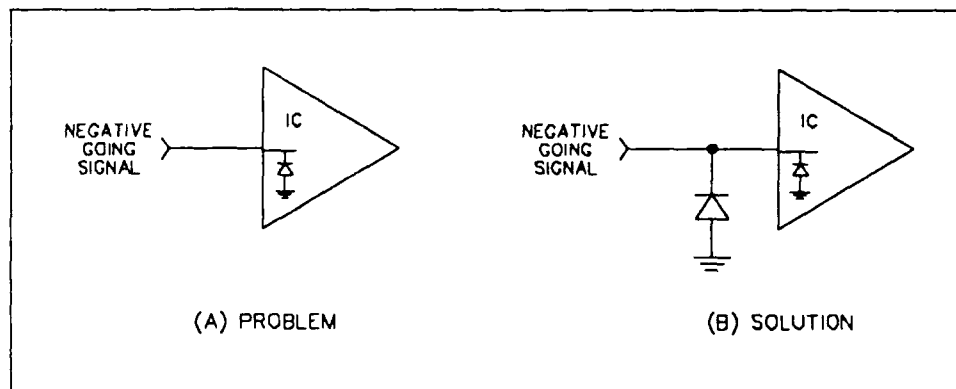 NEGATIVE
GOING
SIGNAL
IC
(A) PROBLEM
NEGATIVE
GOING
SIGNAL
IC
(B) SOLUTION